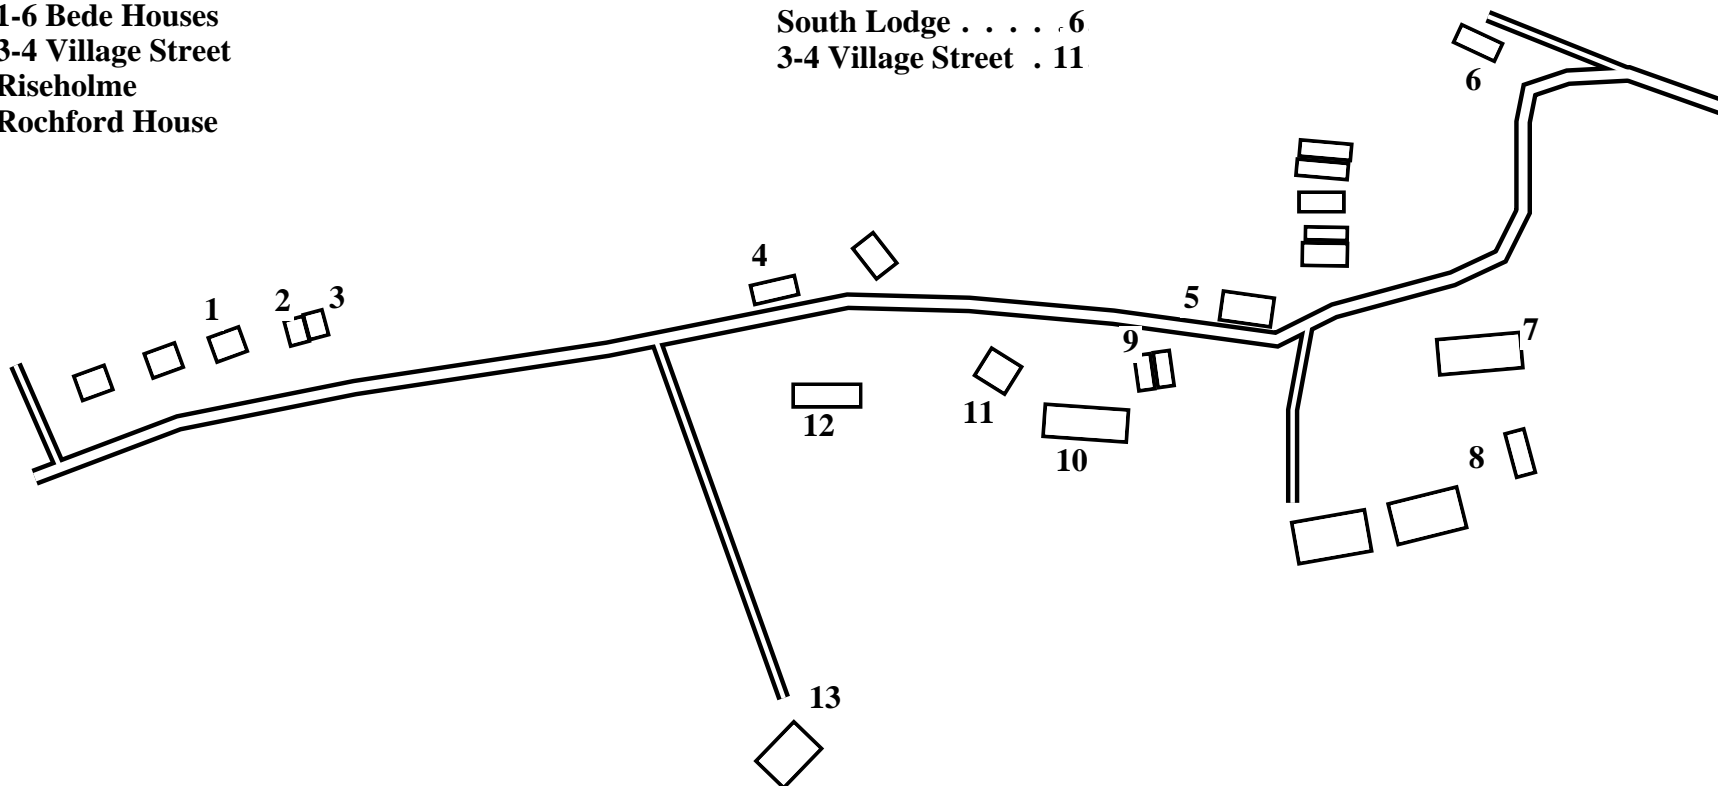 1-6 Bede Houses
3-4 Village Street
Riseholme
Rochford House
South Lodge . . . . . 6
3-4 Village Street . 11
6
4
5
1
2
3
7
9
11
12
10
8
13